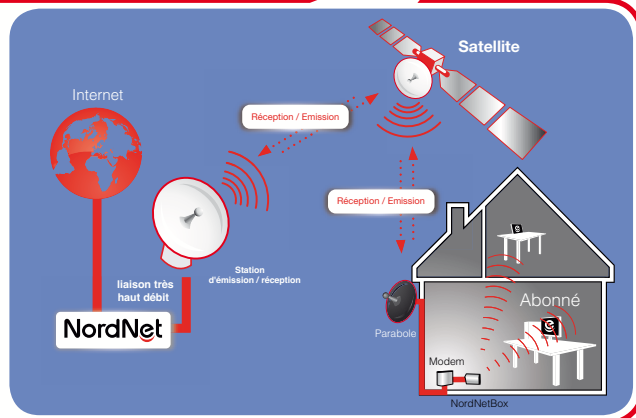 Satellite
Internet
Réception / Emission
Réception / Emission
Station
d'émission / réception
liaison très
haut débit
NordNet
Abonné
Parabole
Modem
NordNetBox